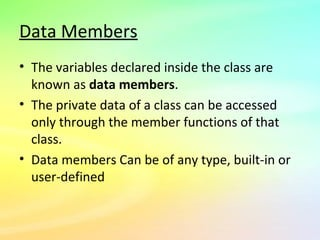 Data Members
• The variables declared inside the class are
known as data members.
• The private data of a class can be accessed
only through the member functions of that
class.
• Data members Can be of any type, built-in or
user-defined